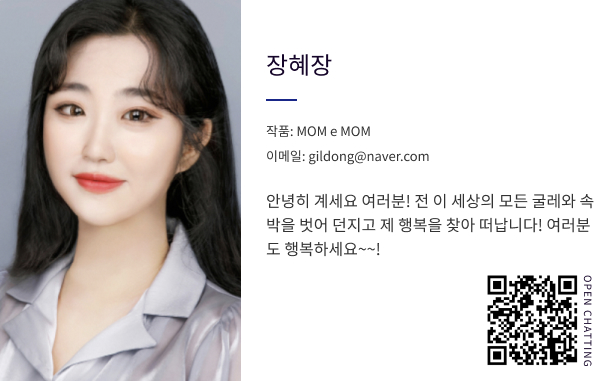 장혜장
작품: MOM e MOM
이메일: gildong@naver.com
안녕히 계세요 여러분! 전 이 세상의 모든 굴레와 속
박을 벗어 던지고 제 행복을 찾아 떠납니다! 여러분
도 행복하세요~~!
OPEN CHATTING